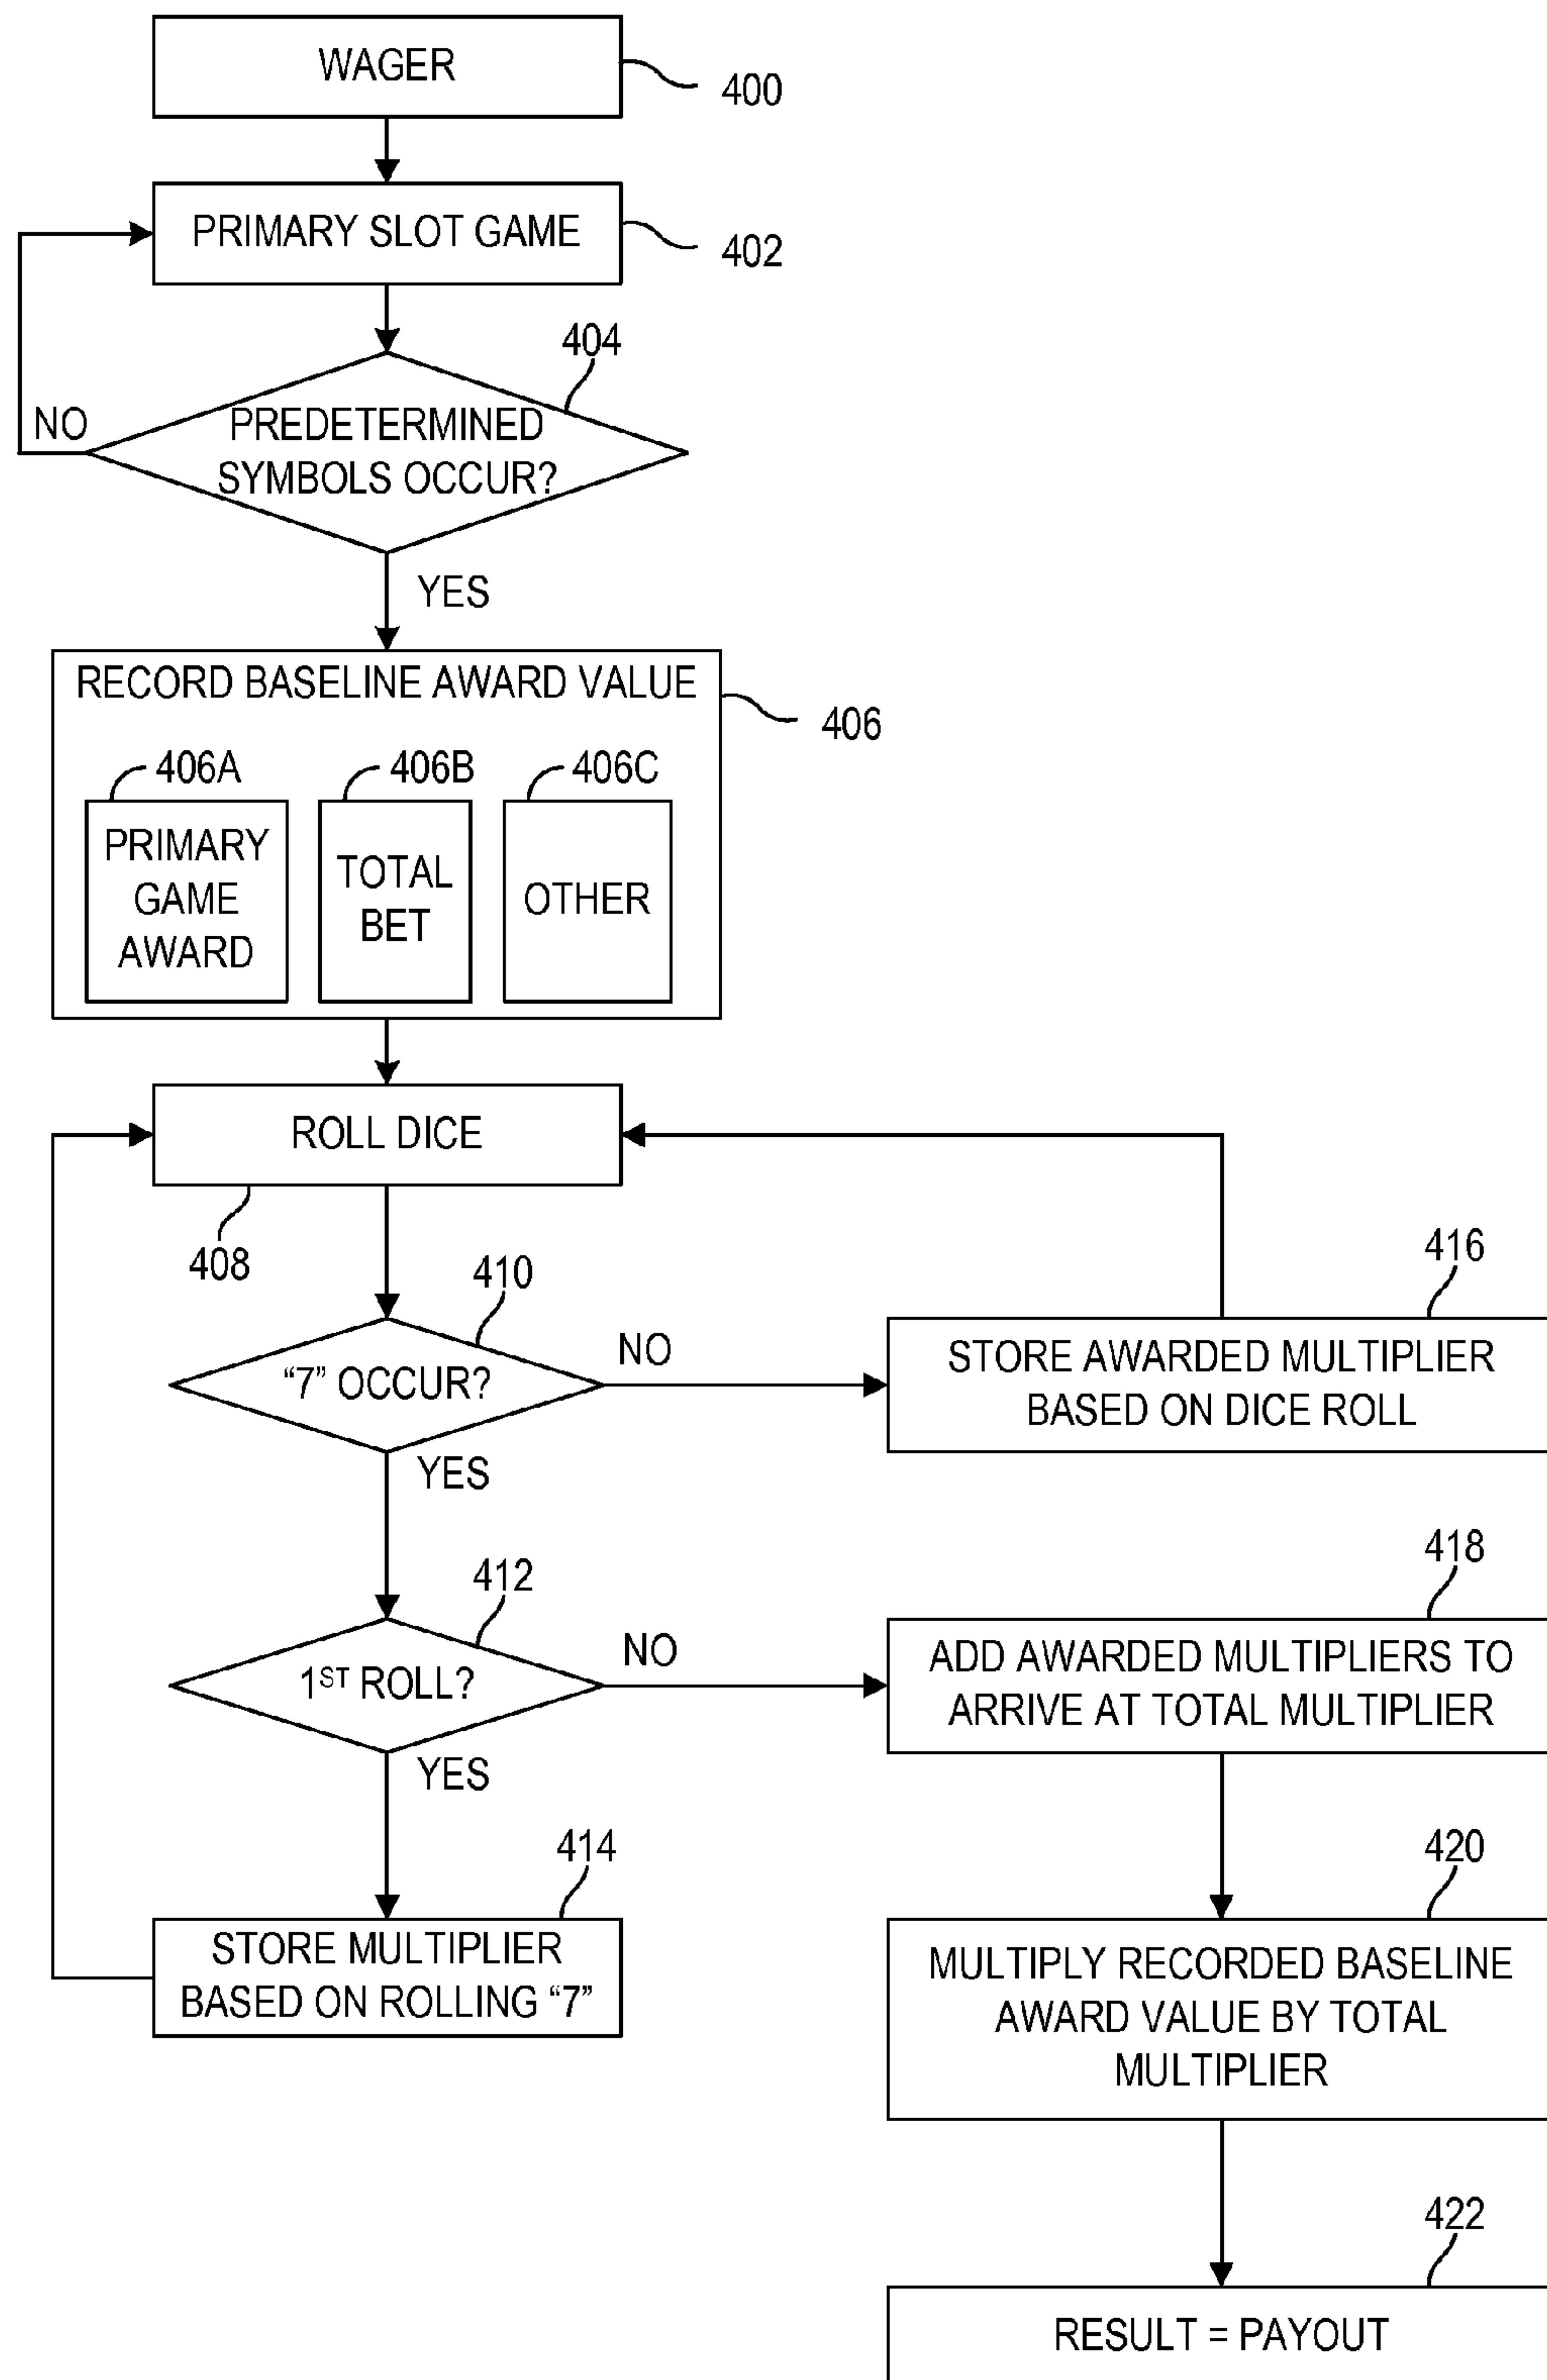 WAGER
400
PRIMARY SLOT GAME
402
404
PREDETERMINED
SYMBOLS OCCUR?
NO
YES
RECORD BASELINE AWARD VALUE
406
406A
406B
406C
PRIMARY
GAME
AWARD
TOTAL
BET
OTHER
ROLL DICE
408
410
“7” OCCUR?
NO
YES
416
STORE AWARDED MULTIPLIER
BASED ON DICE ROLL
412
1ST ROLL?
NO
YES
418
ADD AWARDED MULTIPLIERS TO
ARRIVE AT TOTAL MULTIPLIER
414
STORE MULTIPLIER
BASED ON ROLLING “7”
420
MULTIPLY RECORDED BASELINE
AWARD VALUE BY TOTAL
MULTIPLIER
422
RESULT = PAYOUT